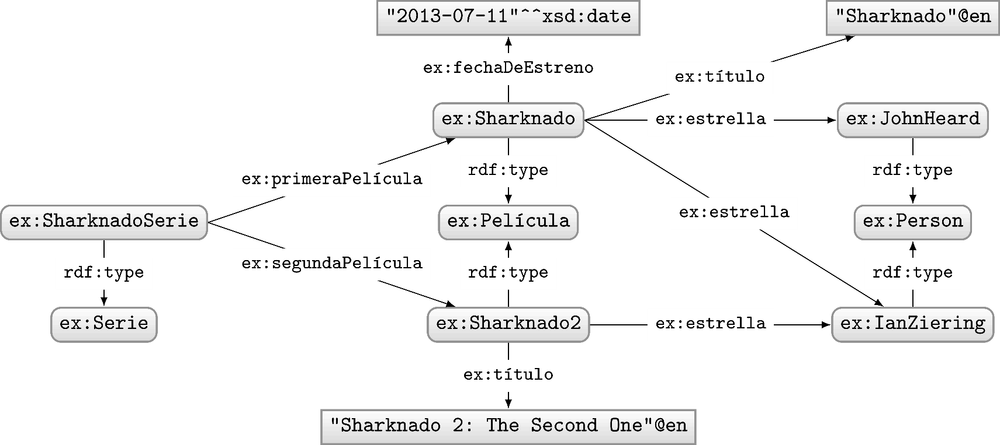 "2013-07-11"^^xsd:date
"Sharknado"@en
ex:fechaDeEstreno
ex:título
ex:Sharknado
ex:estrella
ex:JohnHeard
rdf:type
rdf:type
ex:primeraPelícula
ex:estrella
ex:SharknadoSerie
ex:Película
ex:Person
ex:segundaPelícula
rdf:type
rdf:type
rdf:type
ex:Serie
ex:Sharknado2
ex:estrella
ex:IanZiering
ex:título
"Sharknado 2: The Second One"@en